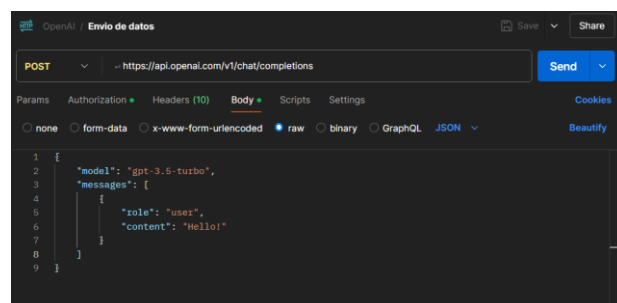 HTTP OpenAI / Envio de datos Save Share
POST https://api.openai.com/v1/chat/completions Send
Params Authorization Headers (10) Body Scripts Settings Cookies
none form-data x-www-form-urlencoded raw binary GraphQL JSON Beautify
1 {
2 "model": "gpt-3.5-turbo",
3 "messages": [
4 {
5 "role": "user",
6 "content": "Hello!"
7 }
8 ]
9 }